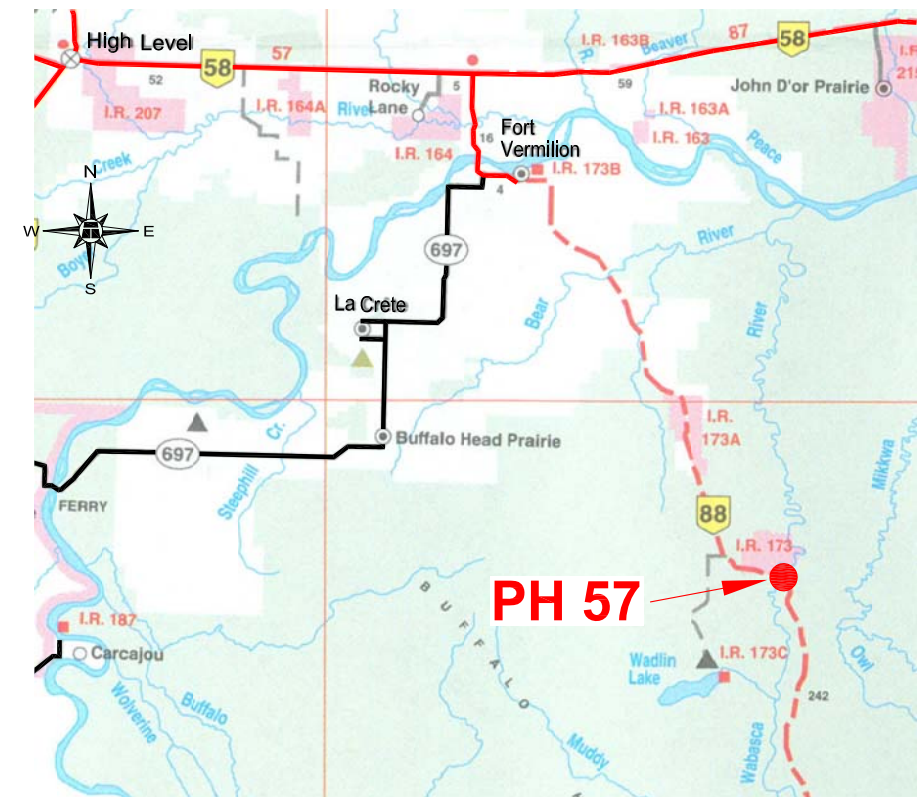 High Level
58
57
I.R. 163B
Beaver
R.
87
58
52
I.R. 207
I.R. 164A
Rocky
Lane
River
5
59
I.R. 163A
I.R. 163
John D'or Prairie
I.R.
215
Creek
I.R. 164
16
Fort
Vermilion
I.R. 173B
4
Peace
N
W
E
S
Boyer
697
River
Bear
River
La Crete
Cr.
Steephill
697
Buffalo Head Prairie
I.R.
173A
Mikkwa
FERRY
88
I.R. 173
BUFFALO
PH 57
I.R. 187
Carcajou
Wadlin
Lake
I.R. 173C
Owl
Wolverine
Buffalo
Muddy
Wabasca
242